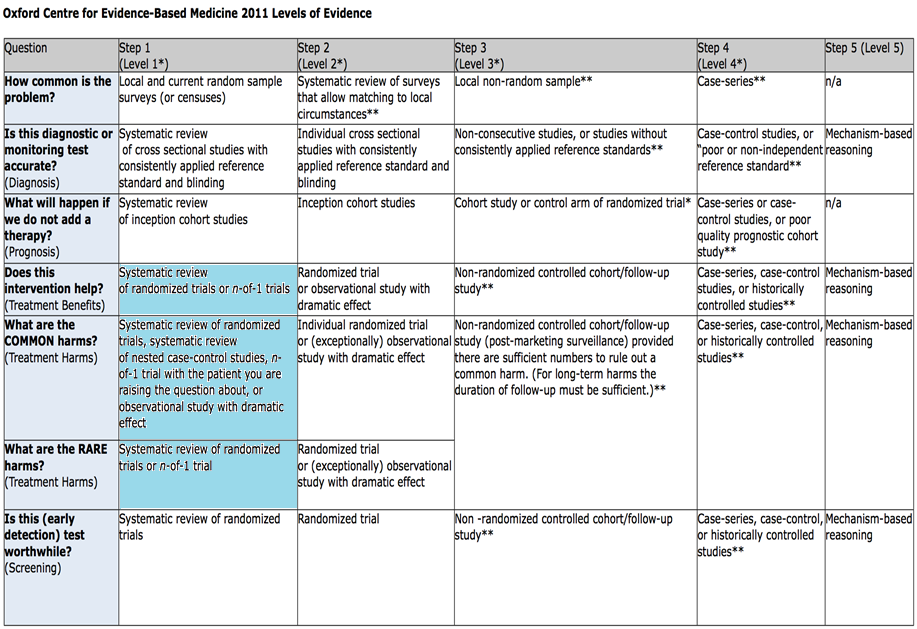 Oxford Centre for Evidence-Based Medicine 2011 Levels of Evidence
Question
Step 1
(Level 1*)
Step 2
(Level 2*)
Step 3
(Level 3*)
Step 4
(Level 4*)
Step 5 (Level 5)
How common is the
problem?
Local and current random sample
surveys (or censuses)
Systematic review of surveys
that allow matching to local
circumstances**
Local non-random sample**
Case-series**
n/a
Is this diagnostic or
monitoring test
accurate?
(Diagnosis)
Systematic review
of cross sectional studies with
consistently applied reference
standard and blinding
Individual cross sectional
studies with consistently
applied reference standard and
blinding
Non-consecutive studies, or studies without
consistently applied reference standards**
Case-control studies, or
"poor or non-independent
reference standard**
Mechanism-based
reasoning
What will happen if
we do not add a
therapy?
(Prognosis)
Systematic review
of inception cohort studies
Inception cohort studies
Cohort study or control arm of randomized trial*
Case-series or case-
control studies, or poor
quality prognostic cohort
study**
n/a
Does this
intervention help?
(Treatment Benefits)
Systematic review
of randomized trials or n-of-1 trials
Randomized trial
or observational study with
dramatic effect
Non-randomized controlled cohort/follow-up
study**
Case-series, case-control
studies, or historically
controlled studies**
Mechanism-based
reasoning
What are the
COMMON harms?
(Treatment Harms)
Systematic review of randomized
trials, systematic review
of nested case-control studies, n-
of-1 trial with the patient you are
raising the question about, or
observational study with dramatic
effect
Individual randomized trial
or (exceptionally) observational
study with dramatic effect
Non-randomized controlled cohort/follow-up
study (post-marketing surveillance) provided
there are sufficient numbers to rule out a
common harm. (For long-term harms the
duration of follow-up must be sufficient.)**
Case-series, case-control,
or historically controlled
studies**
Mechanism-based
reasoning
What are the RARE
harms?
(Treatment Harms)
Systematic review of randomized
trials or n-of-1 trial
Randomized trial
or (exceptionally) observational
study with dramatic effect
Is this (early
detection) test
worthwhile?
(Screening)
Systematic review of randomized
trials
Randomized trial
Non -randomized controlled cohort/follow-up
study**
Case-series, case-control,
or historically controlled
studies**
Mechanism-based
reasoning